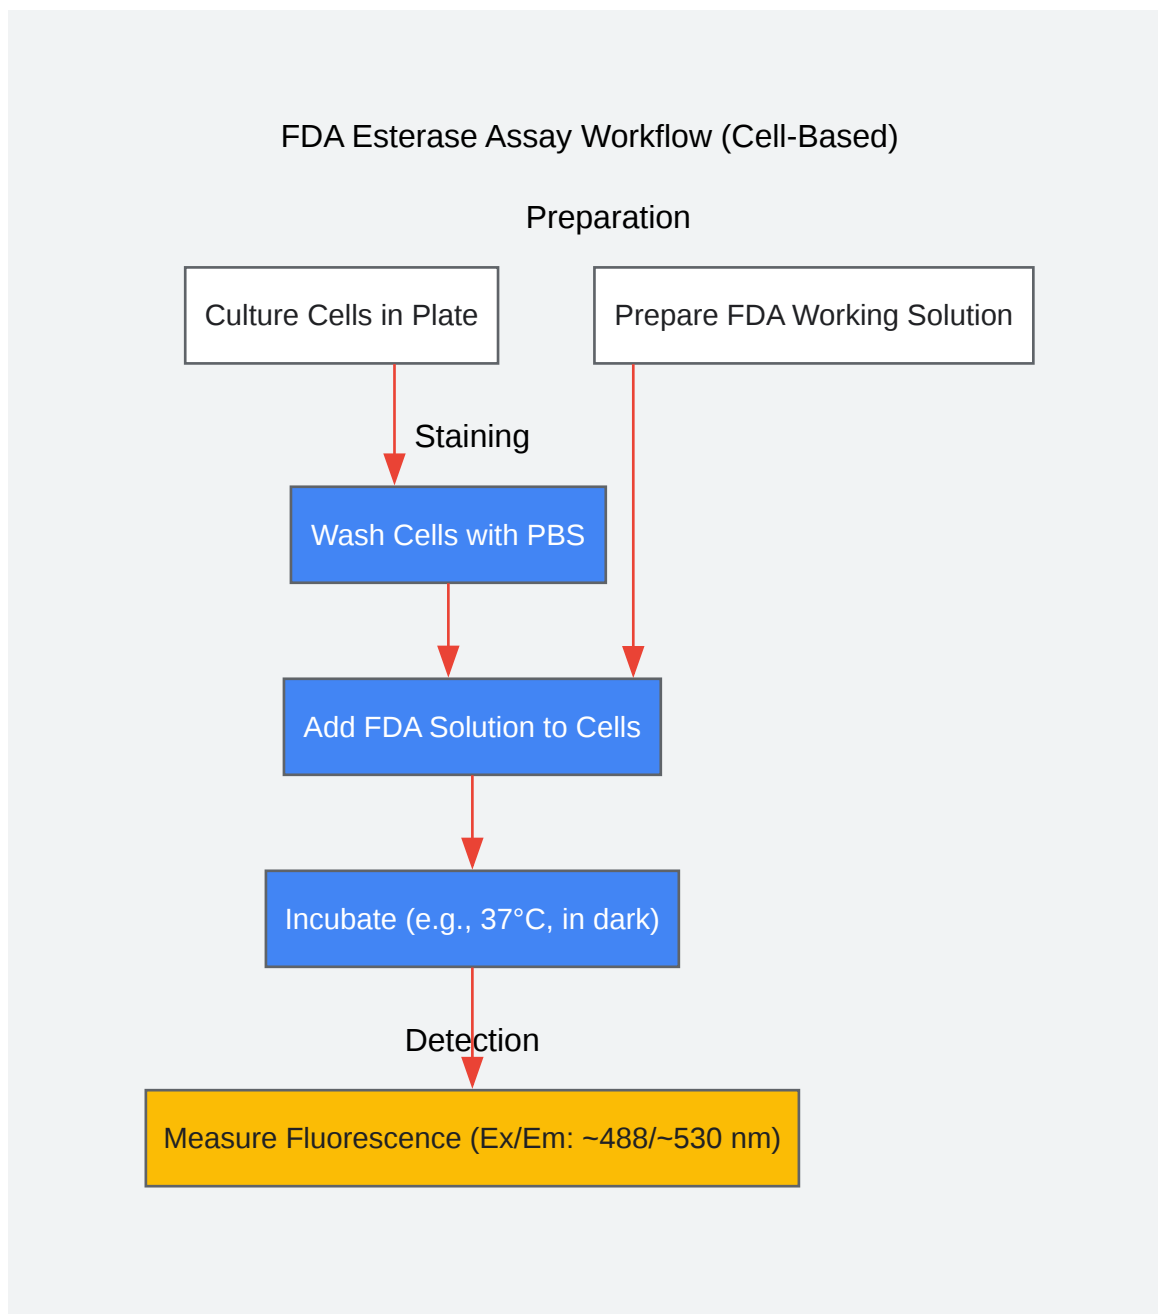 FDA Esterase Assay Workflow (Cell-Based)
Preparation
Culture Cells in Plate
Prepare FDA Working Solution
Staining
Wash Cells with PBS
Add FDA Solution to Cells
Incubate (e.g., 37°C, in dark)
Detection
Measure Fluorescence (Ex/Em: ~488/~530 nm)